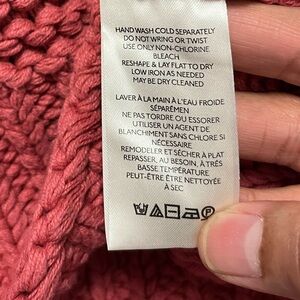 HAND WASH COLD SEPARATELY
DO NOT WRING OR TWIST
USE ONLY NON-CHLORINE
BLEACH
RESHAPE & LAY FLAT TO DRY
LOW IRON AS NEEDED
MAY BE DRY CLEANED
LAVER À LA MAIN À L'EAU FROIDE
SÉPARÉMEN
NE PAS TORDRE OU ESSORER
UTILISER UN AGENT DE
BLANCHIMENT SANS CHLORE SI
NÉCESSAIRE
REMODELER ET SÉCHER À PLAT
REPASSER, AU BESOIN, À TRÈS
BASSE TEMPÉRATURE
PEUT-ÊTRE ÊTRE NETTOYÉE
À SEC
P